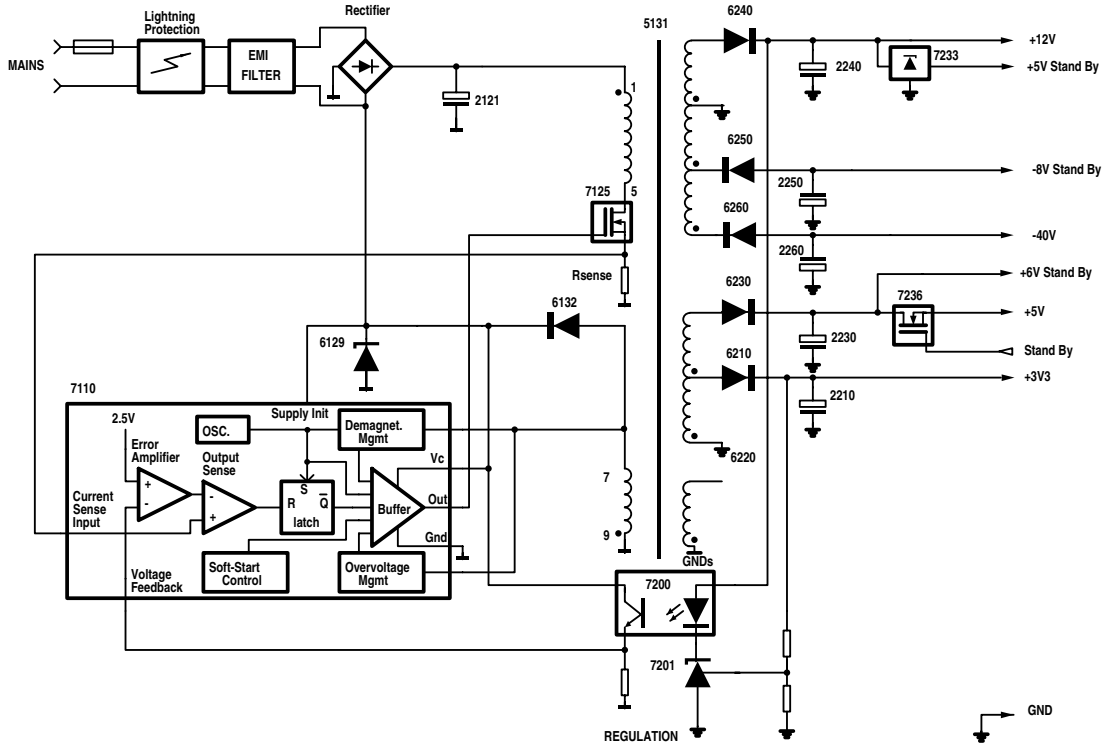 Lightning
Protection
Rectifier
6240
5131
MAINS
EMI
FILTER
2121
1
2240
7233
+12V
+5V Stand By
6250
-8V Stand By
2250
7125
5
6260
-40V
2260
Rsense
6230
+6V Stand By
7236
+5V
6132
2230
Stand By
6129
6210
+3V3
2210
7110
2.5V
Supply Init
OSC.
Demagnet.
Mgmt
Error
Amplifier
Output
Sense
6220
Vc
+
-
-
+
S
R
Q
latch
Buffer
Out
7
Current
Sense
Input
Gnd
9
Soft-Start
Control
Overvoltage
Mgmt
GNDs
Voltage
Feedback
7200
7201
REGULATION
GND